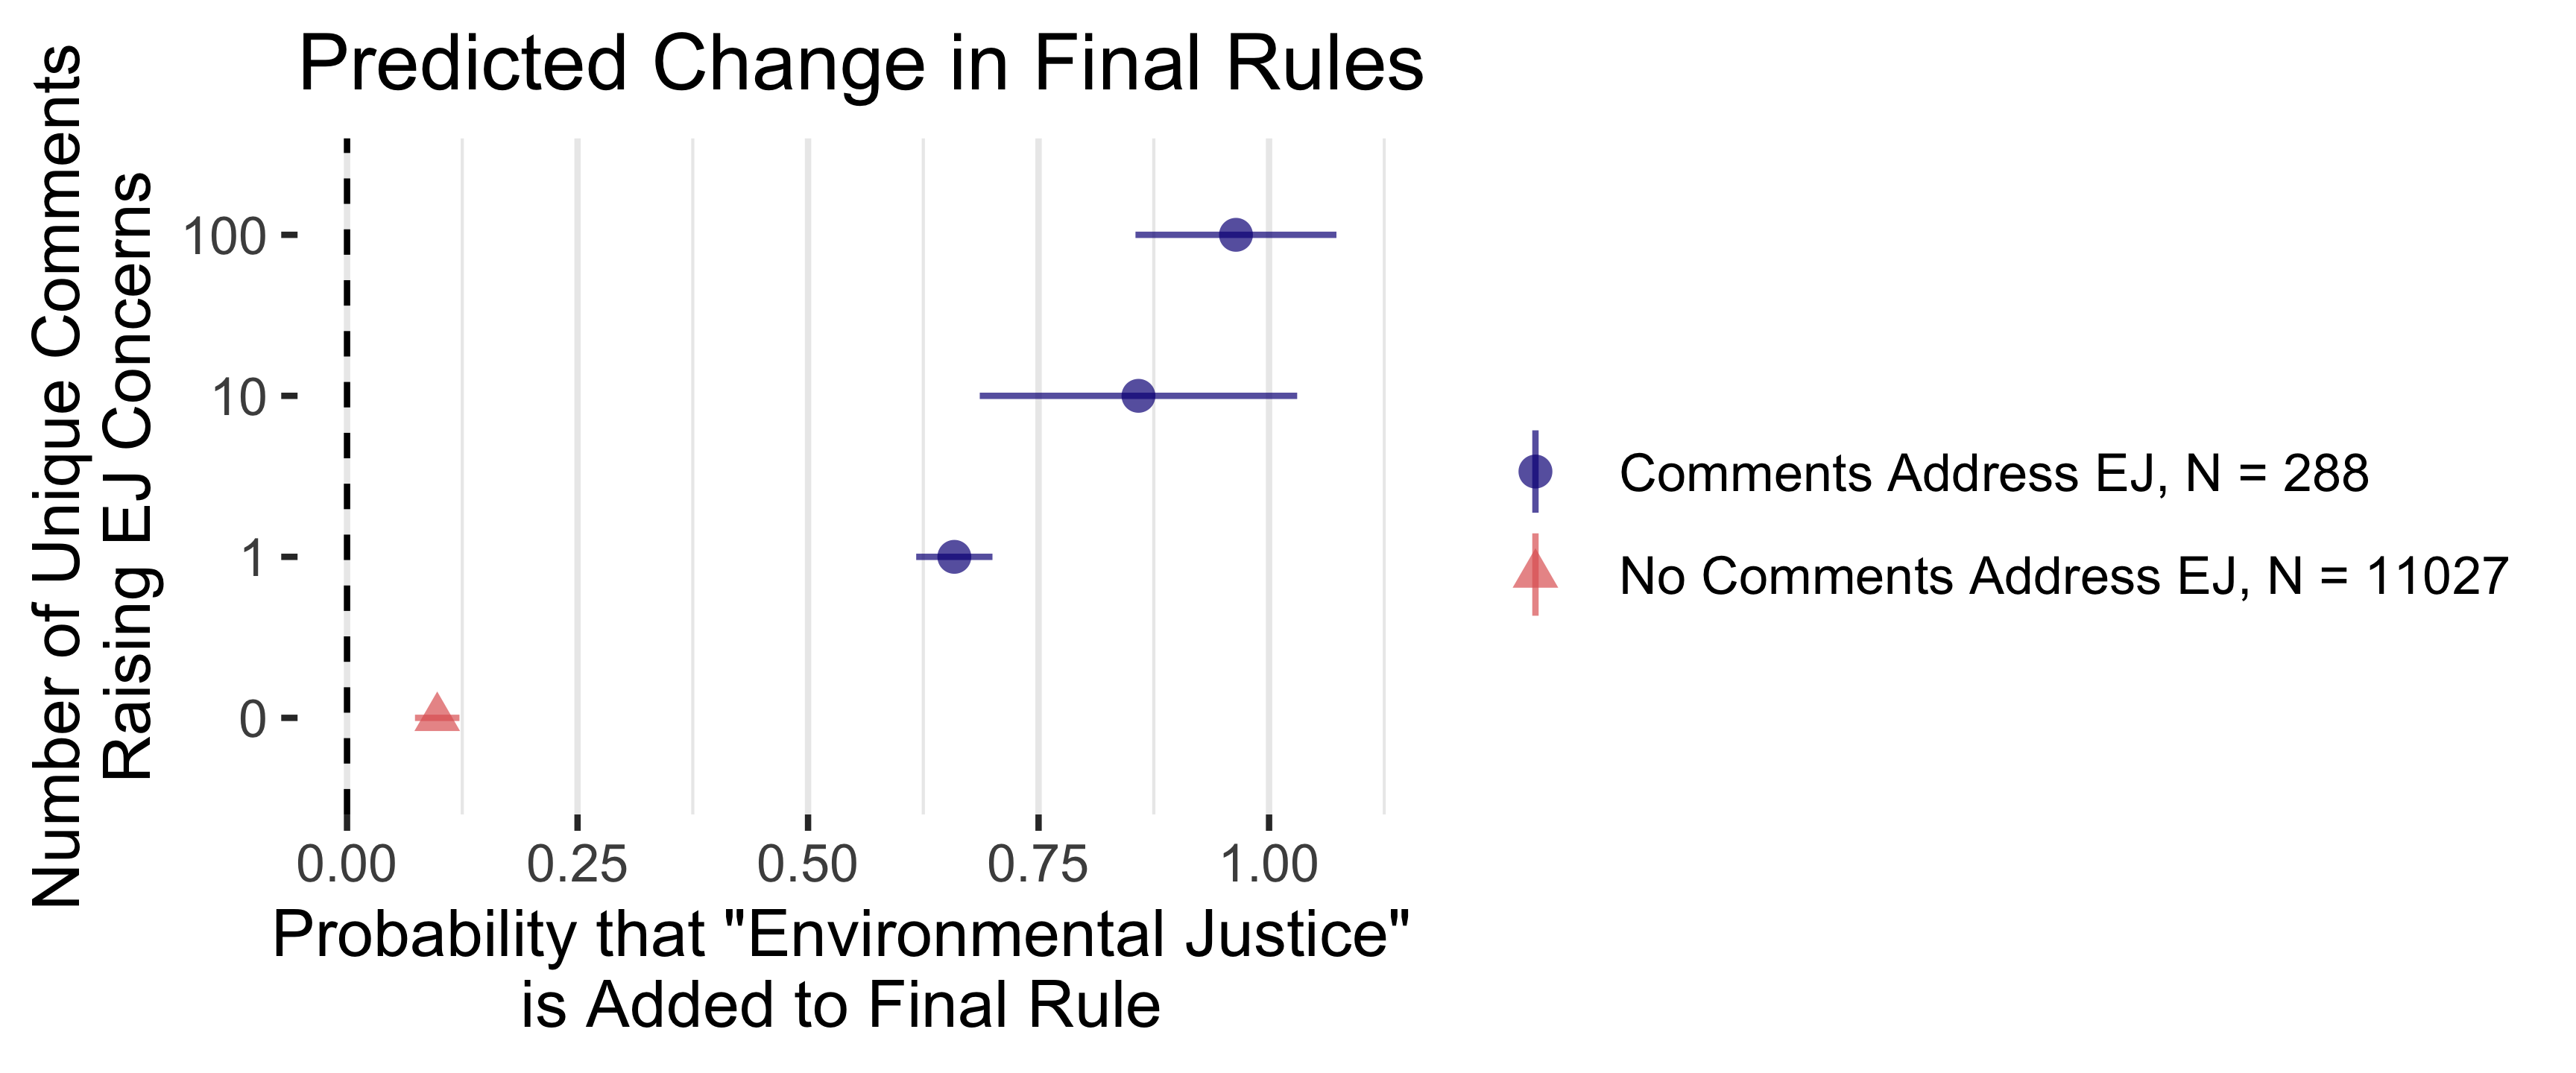 Predicted Change in Final Rules
Number of Unique Comments
Raising EJ Concerns
100
10
1
0
0.00 0.25 0.50 0.75 1.00
Probability that "Environmental Justice"
is Added to Final Rule
Comments Address EJ, N = 288
No Comments Address EJ, N = 11027